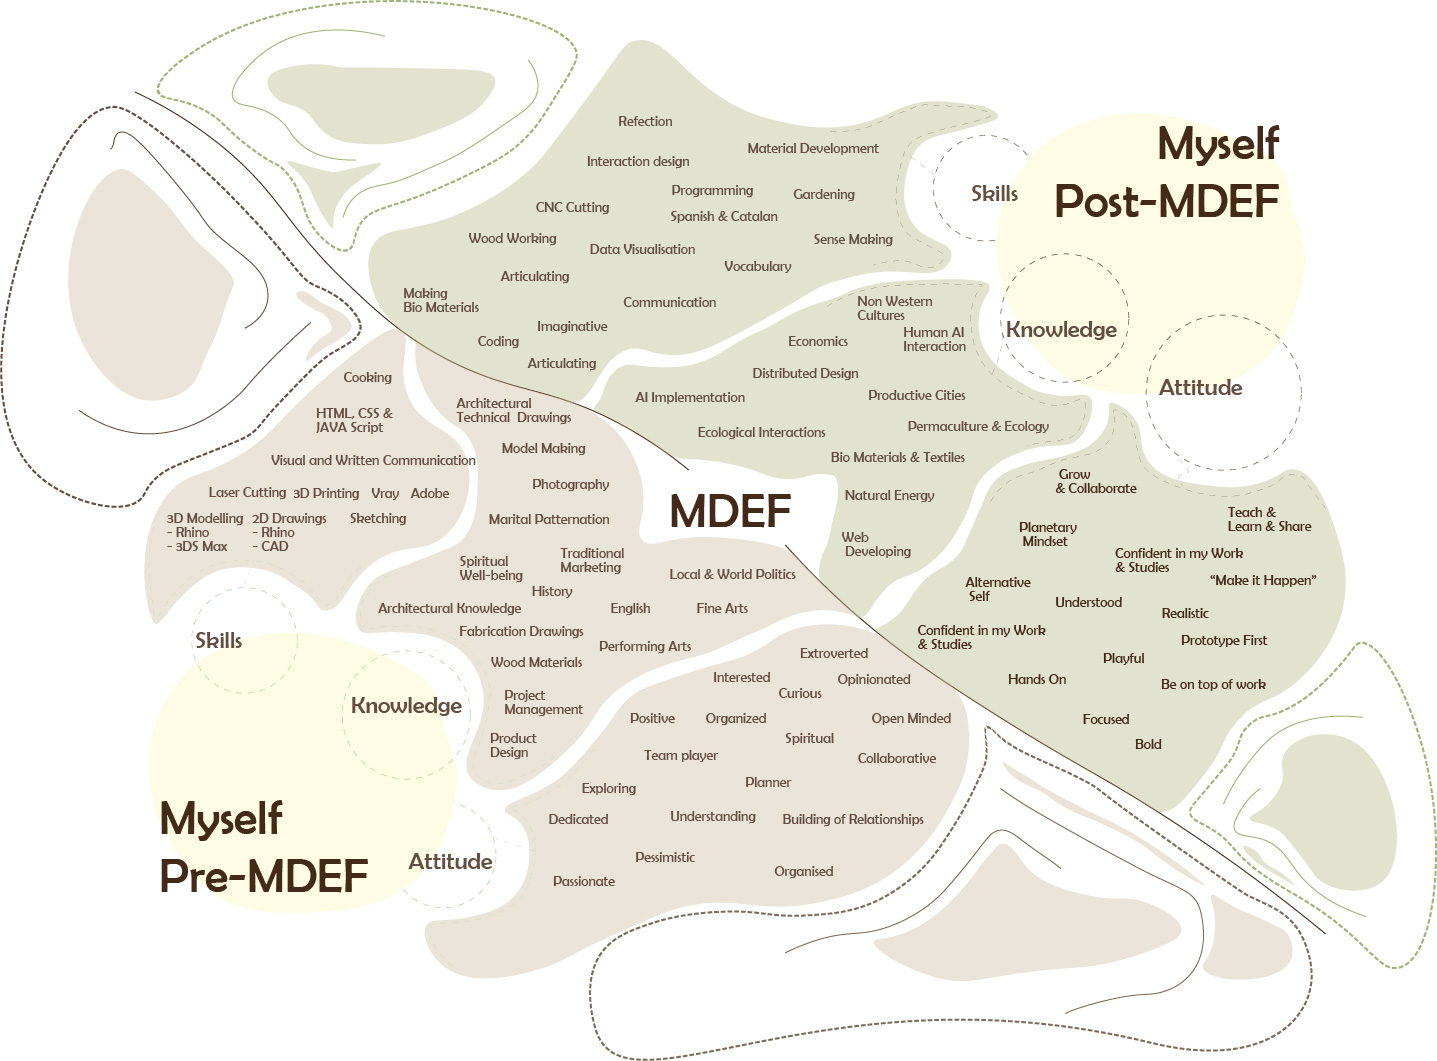 Refection
Interaction design
Material Development
Programming
Gardening
CNC Cutting
Spanish & Catalan
Wood Working
Data Visualisation
Sense Making
Articulating
Vocabulary
Making
Bio Materials
Communication
Imaginative
Coding
Articulating
Myself
Post-MDEF
Skills
Knowledge
Attitude
Non Western
Cultures
Human AI
Interaction
Economics
Distributed Design
AI Implementation
Productive Cities
Ecological Interactions
Permaculture & Ecology
Bio Materials & Textiles
Natural Energy
Web
Developing
Grow
& Collaborate
Teach &
Learn & Share
Planetary
Mindset
Confident in my Work
& Studies
“Make it Happen”
Alternative
Self
Understood
Realistic
Confident in my Work
& Studies
Prototype First
Playful
Hands On
Be on top of work
Focused
Bold
MDEF
Cooking
HTML, CSS &
JAVA Script
Visual and Written Communication
Laser Cutting
3D Printing
Vray
Adobe
3D Modelling
- Rhino
- 3DS Max
2D Drawings
- Rhino
- CAD
Sketching
Architectural
Technical Drawings
Model Making
Photography
Marital Patternation
Spiritual
Well-being
Traditional
Marketing
Local & World Politics
History
Architectural Knowledge
English
Fine Arts
Fabrication Drawings
Performing Arts
Wood Materials
Project
Management
Product
Design
Extroverted
Interested
Opinionated
Curious
Positive
Organized
Open Minded
Spiritual
Team player
Collaborative
Planner
Exploring
Dedicated
Understanding
Building of Relationships
Pessimistic
Organised
Passionate
Skills
Knowledge
Attitude
Myself
Pre-MDEF